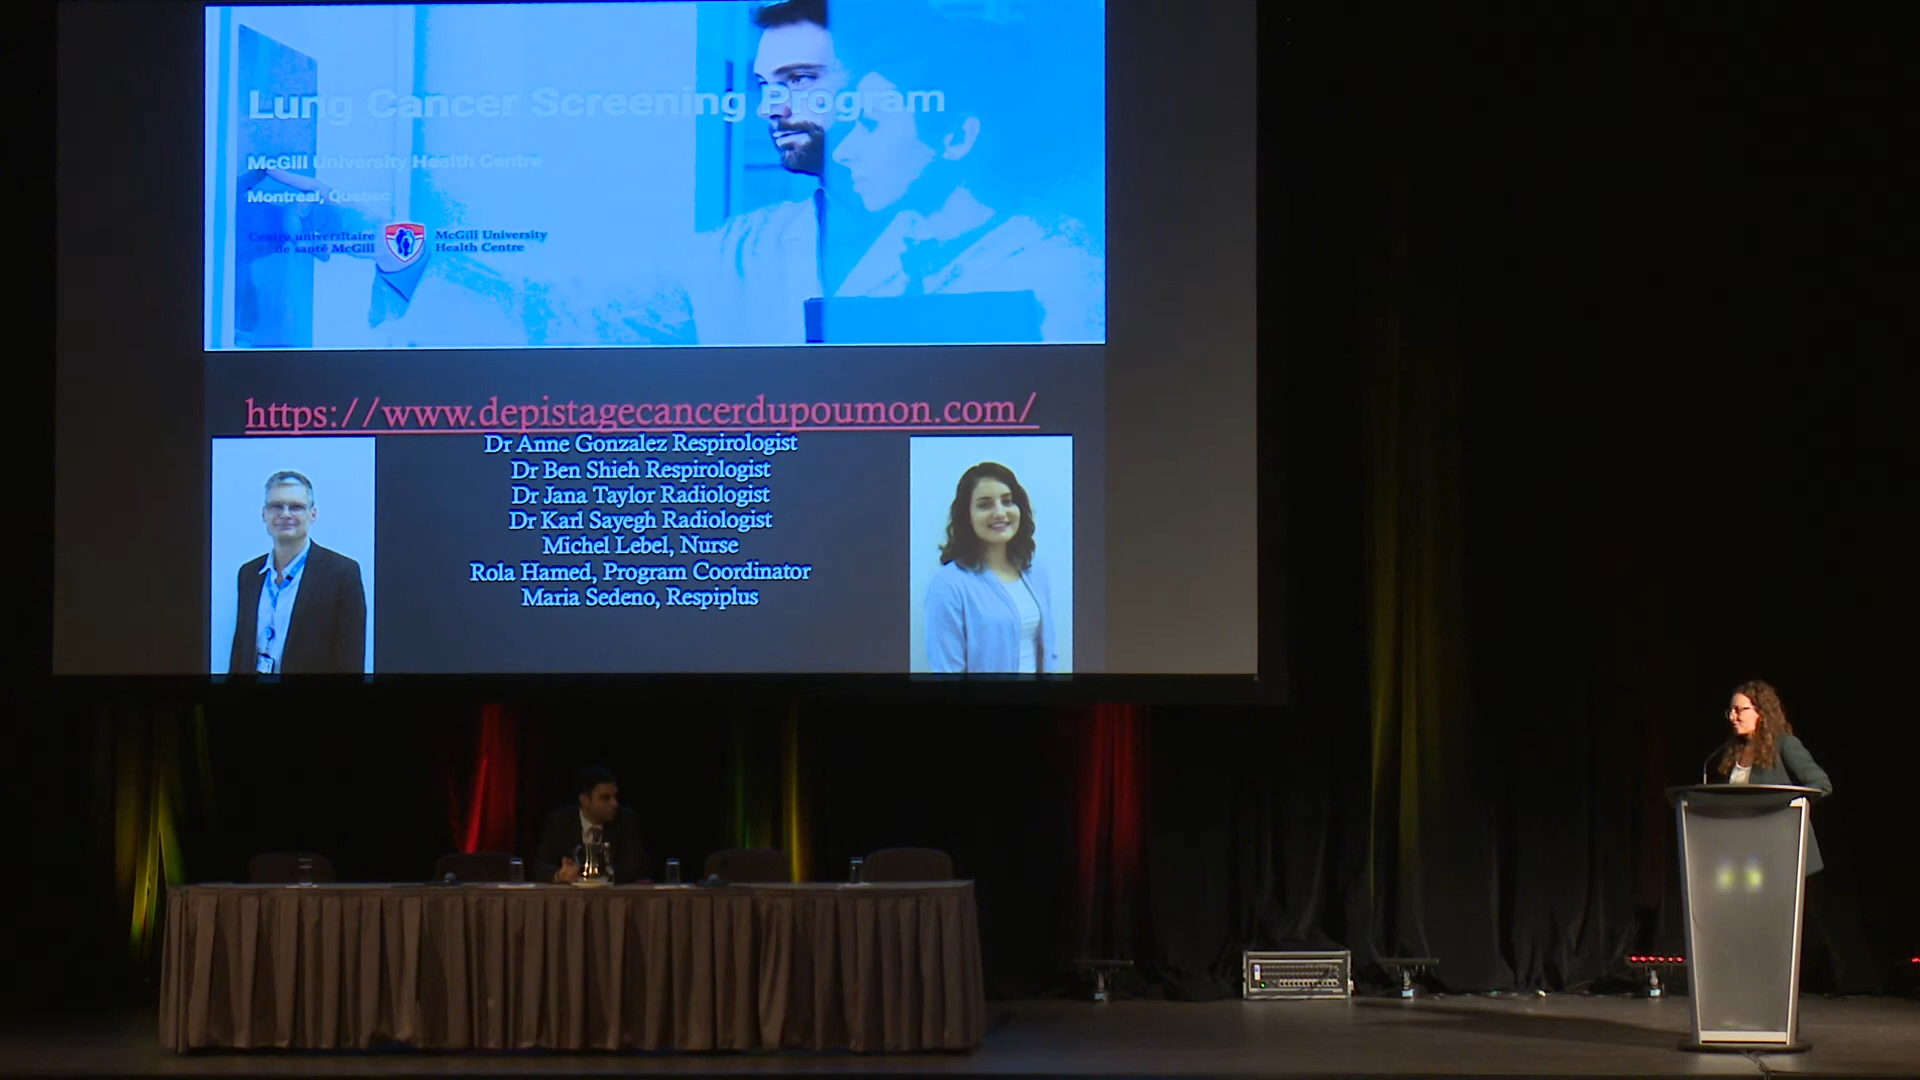 Lung Cancer Screening Program
McGill University Health Centre
Montreal, Quebec
Centre universitaire
de santé McGill
McGill University
Health Centre
https://www.depistagecancerdupoumon.com/
Dr Anne Gonzalez Respirologist
Dr Ben Shieh Respirologist
Dr Jana Taylor Radiologist
Dr Karl Sayegh Radiologist
Michel Lebel, Nurse
Rola Hamed, Program Coordinator
Maria Sedeno, Respiplus